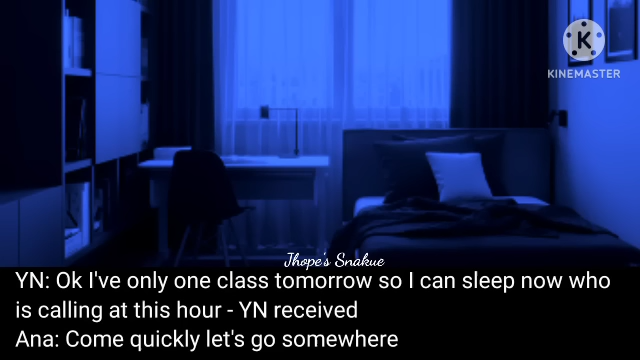 KINEMASTER
Jhope's Snakue
YN: Ok I've only one class tomorrow so I can sleep now who
is calling at this hour - YN received
Ana: Come quickly let's go somewhere